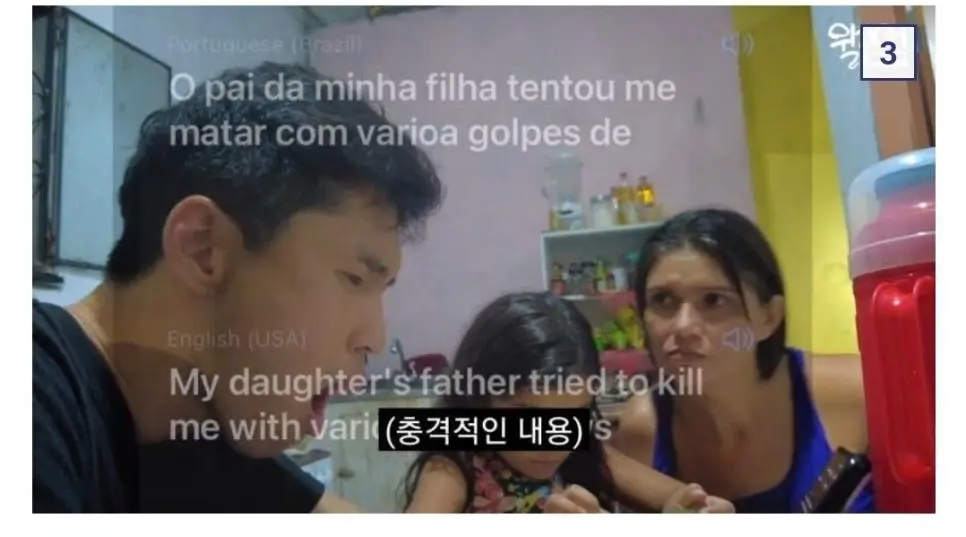 3
Portuguese (Brazil)
O pai da minha filha tentou me
matar com varioa golpes de
English (USA)
My daughter's father tried to kill
me with
(충격적인 내용)